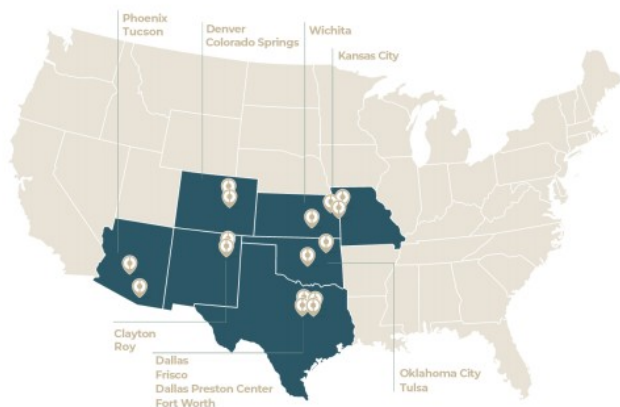 Phoenix
Tucson
Denver
Colorado Springs
Wichita
Kansas City
Clayton
Roy
Dallas
Frisco
Dallas Preston Center
Fort Worth
Oklahoma City
Tulsa